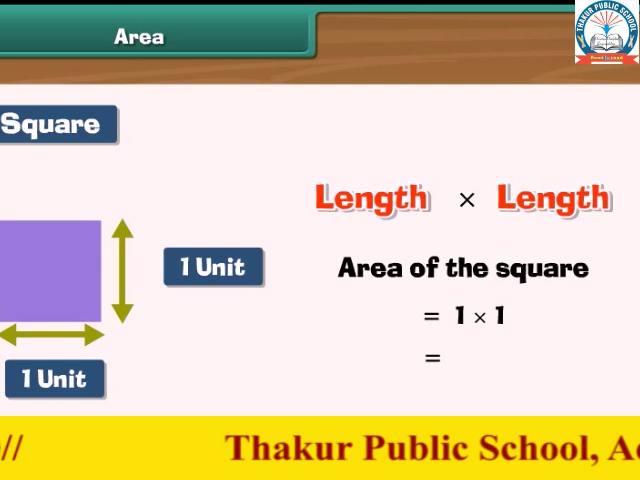 Area
THAKUR PUBLIC SCHOOL
Square
Length × Length
1 Unit
Area of the square
= 1 × 1
=
1 Unit
// Thakur Public School,